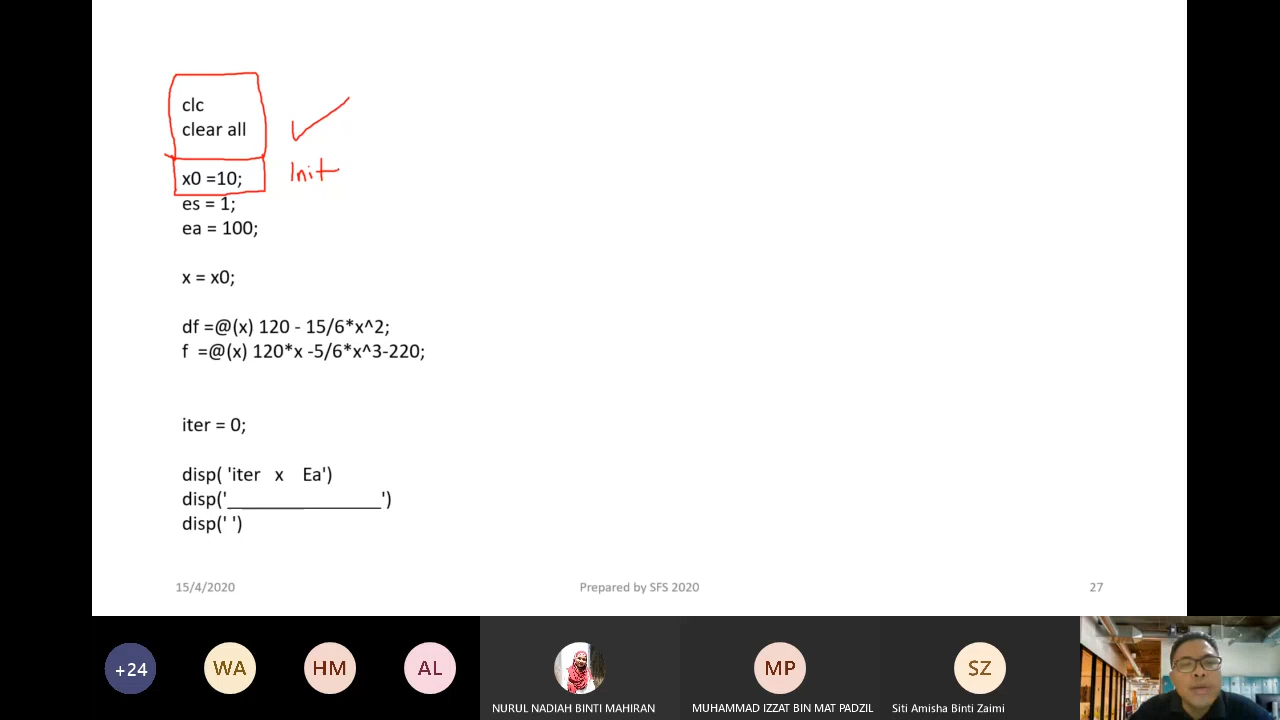 clc
clear all
x0 =10;
Init
es = 1;
ea = 100;
x = x0;
df =@(x) 120 - 15/6*x^2;
f  =@(x) 120*x -5/6*x^3-220;
iter = 0;
disp( 'iter   x    Ea')
disp('________________')
disp(' ')
15/4/2020
Prepared by SFS 2020
27
+24
WA
HM
AL
MP
SZ
NURUL NADIAH BINTI MAHIRAN
MUHAMMAD IZZAT BIN MAT PADZIL
Siti Amisha Binti Zaimi